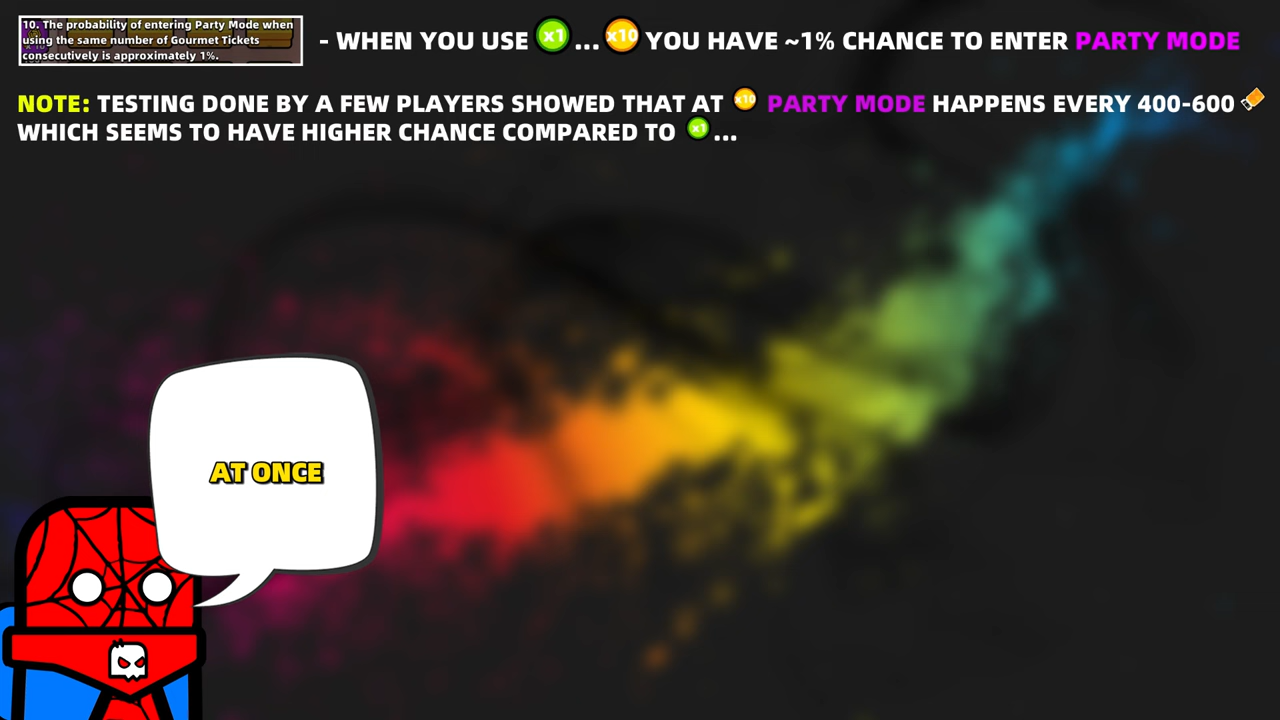 10. The probability of entering Party Mode when
using the same number of Gourmet Tickets
consecutively is approximately 1%.
- WHEN YOU USE x1 ... x10 YOU HAVE ~1% CHANCE TO ENTER PARTY MODE
NOTE: TESTING DONE BY A FEW PLAYERS SHOWED THAT AT x10 PARTY MODE HAPPENS EVERY 400-600
WHICH SEEMS TO HAVE HIGHER CHANCE COMPARED TO x1 ...
AT ONCE